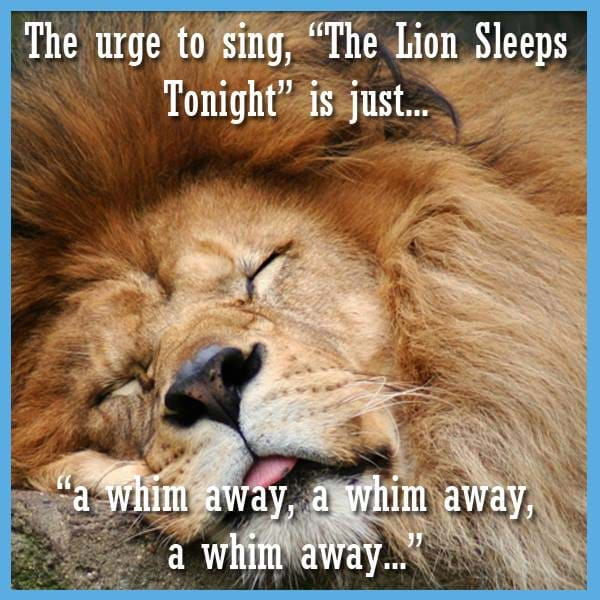 The urge to sing, “The Lion Sleeps
Tonight” is just...
“a whim away, a whim away,
a whim away...”